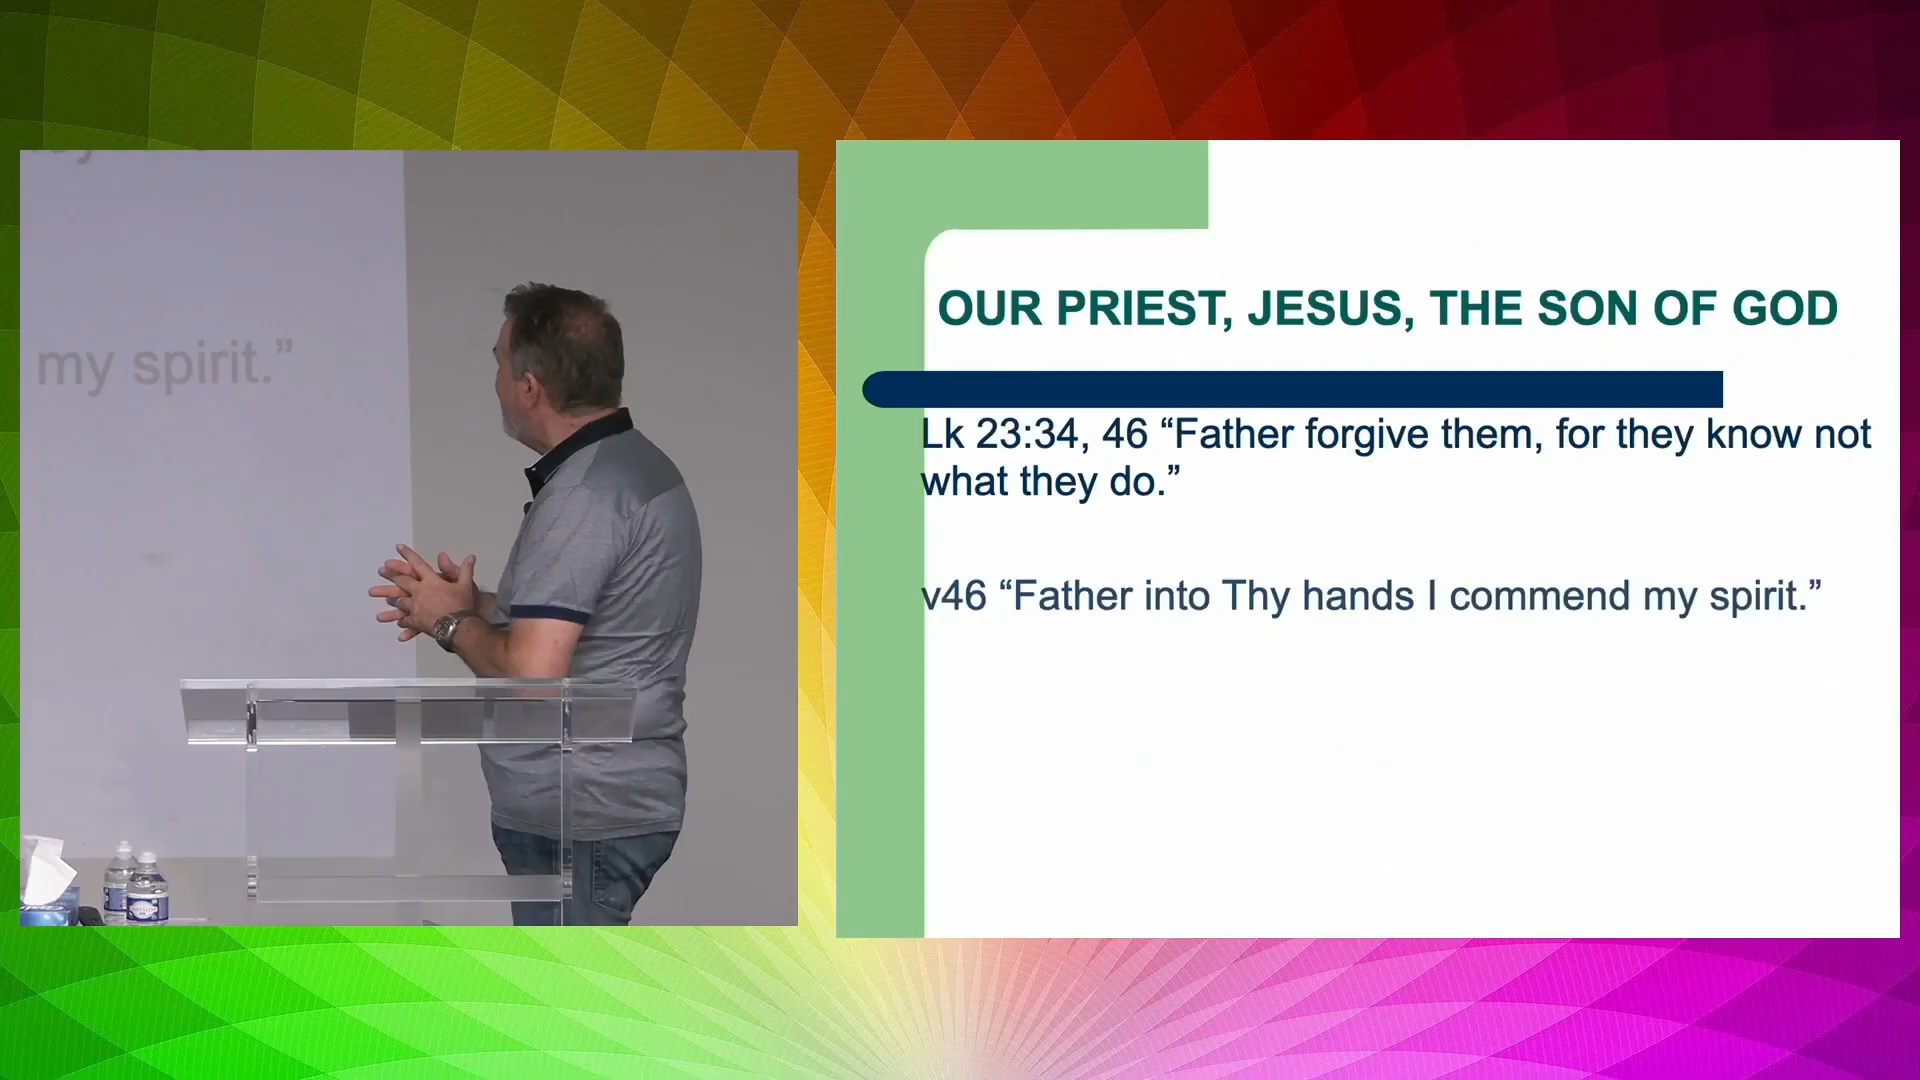 my spirit.”
OUR PRIEST, JESUS, THE SON OF GOD
Lk 23:34, 46 “Father forgive them, for they know not
what they do.”
v46 “Father into Thy hands I commend my spirit.”